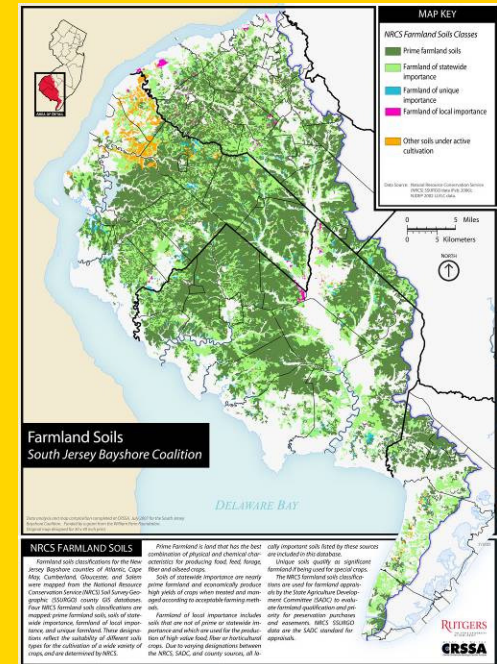 MAP KEY
NRCS Farmland Soils Classes
Prime farmland soils
Farmland of statewide
importance
Farmland of unique
importance
Farmland of local importance
Other soils under active
cultivation
0 5 Miles
0 5 Kilometers
NORTH
Farmland Soils
South Jersey Bayshore Coalition
DELAWARE BAY
NRCS FARMLAND SOILS
Farmland soils classifications for the New
Jersey Bayshore counties of Atlantic, Cape
May, Cumberland, Gloucester, and Salem
were mapped from the National Resource
Conservation Service (NRCS) Soil Survey Geo-
graphic (SSURGO) county GIS databases.
Four NRCS farmland soils classifications are
mapped: prime farmland soils, soils of state-
wide importance, farmland of local impor-
tance, and unique farmland. These designa-
tions reflect the suitability of different soils
types for the cultivation of a wide variety of
crops, and are determined by NRCS.
Prime Farmland is land that has the best
combination of physical and chemical char-
acteristics for producing food, feed, forage,
fiber and oilseed crops.
Soils of statewide importance are nearly
prime farmland and economically produce
high yields of crops when treated and man-
aged according to acceptable farming meth-
ods.
Farmland of local importance includes
soils that are not of prime or statewide im-
portance and which are used for the produc-
tion of high value food, fiber or horticultural
crops. Due to varying designations between
the NRCS, SADC, and county sources, all lo-
cally important soils listed by these sources
are included in this database.
Unique soils qualify as significant
farmland if being used for special crops.
The NRCS farmland soils classifica-
tions are used for farmland apprais-
als by the State Agriculture Develop-
ment Committee (SADC) to evalu-
ate farmland qualification and pri-
ority for preservation purchases
and easements. NRCS SSURGO
data are the SADC standard for
appraisals.
RUTGERS
CRSSA